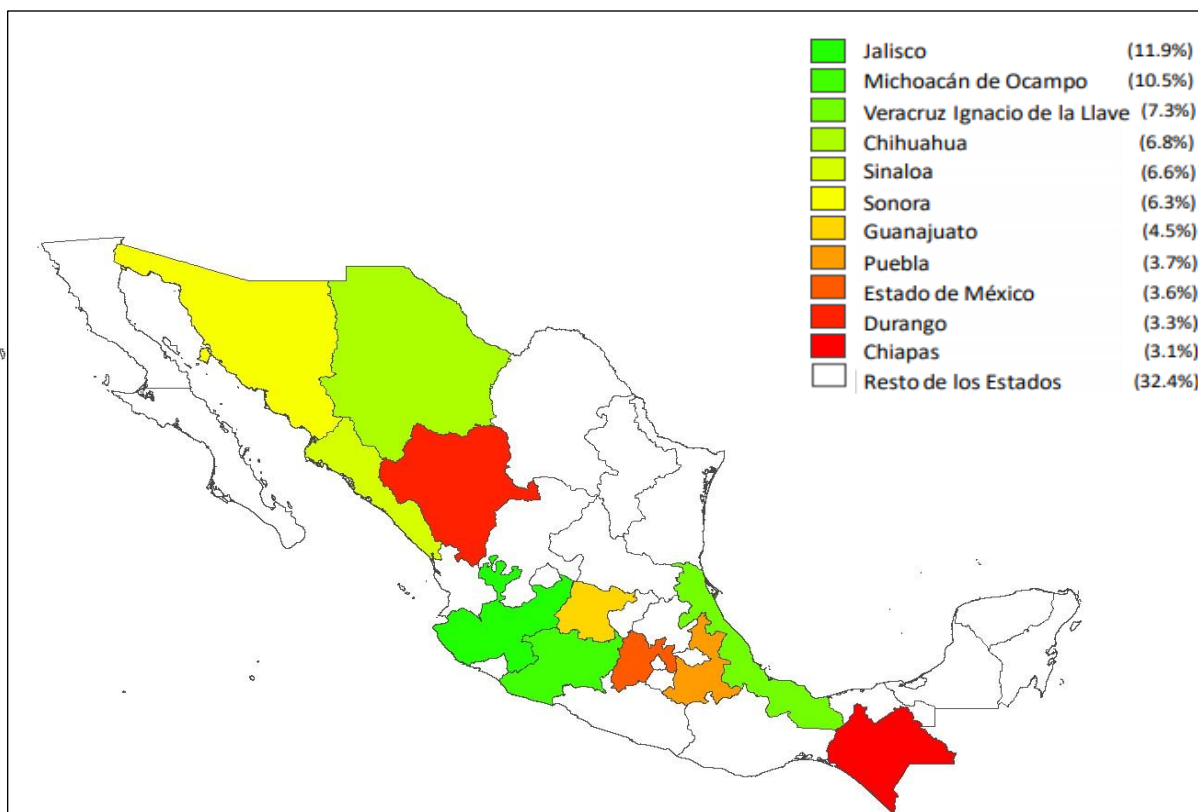 Jalisco (11.9%)
Michoacán de Ocampo (10.5%)
Veracruz Ignacio de la Llave (7.3%)
Chihuahua (6.8%)
Sinaloa (6.6%)
Sonora (6.3%)
Guanajuato (4.5%)
Puebla (3.7%)
Estado de México (3.6%)
Durango (3.3%)
Chiapas (3.1%)
Resto de los Estados (32.4%)